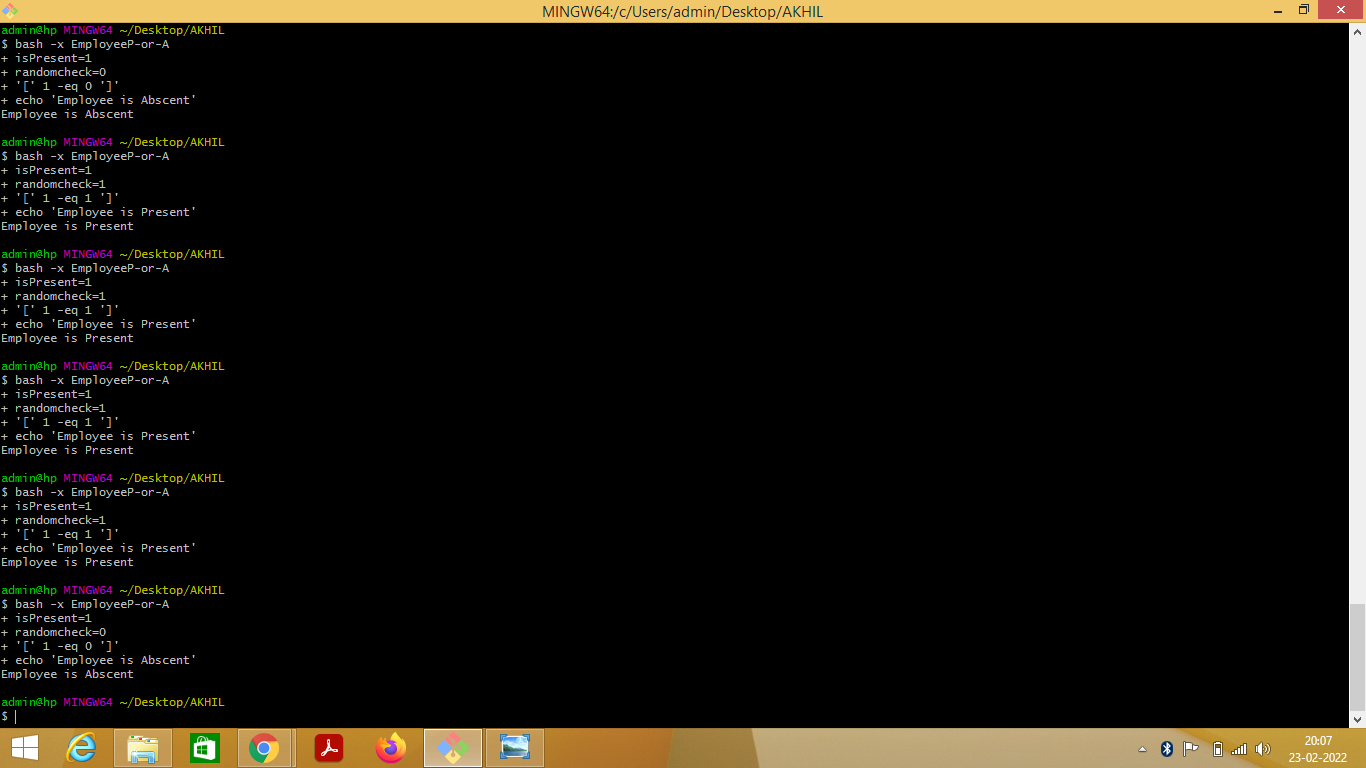 MINGW64:/c/Users/admin/Desktop/AKHIL
admin@hp MINGW64 ~/Desktop/AKHIL
$ bash -x EmployeeP-or-A
+ isPresent=1
+ randomcheck=0
+ '[' 1 -eq 0 ']'
+ echo 'Employee is Abscent'
Employee is Abscent
admin@hp MINGW64 ~/Desktop/AKHIL
$ bash -x EmployeeP-or-A
+ isPresent=1
+ randomcheck=1
+ '[' 1 -eq 1 ']'
+ echo 'Employee is Present'
Employee is Present
admin@hp MINGW64 ~/Desktop/AKHIL
$ bash -x EmployeeP-or-A
+ isPresent=1
+ randomcheck=1
+ '[' 1 -eq 1 ']'
+ echo 'Employee is Present'
Employee is Present
admin@hp MINGW64 ~/Desktop/AKHIL
$ bash -x EmployeeP-or-A
+ isPresent=1
+ randomcheck=1
+ '[' 1 -eq 1 ']'
+ echo 'Employee is Present'
Employee is Present
admin@hp MINGW64 ~/Desktop/AKHIL
$ bash -x EmployeeP-or-A
+ isPresent=1
+ randomcheck=1
+ '[' 1 -eq 1 ']'
+ echo 'Employee is Present'
Employee is Present
admin@hp MINGW64 ~/Desktop/AKHIL
$ bash -x EmployeeP-or-A
+ isPresent=1
+ randomcheck=0
+ '[' 1 -eq 0 ']'
+ echo 'Employee is Abscent'
Employee is Abscent
admin@hp MINGW64 ~/Desktop/AKHIL
$
20:07
23-02-2022